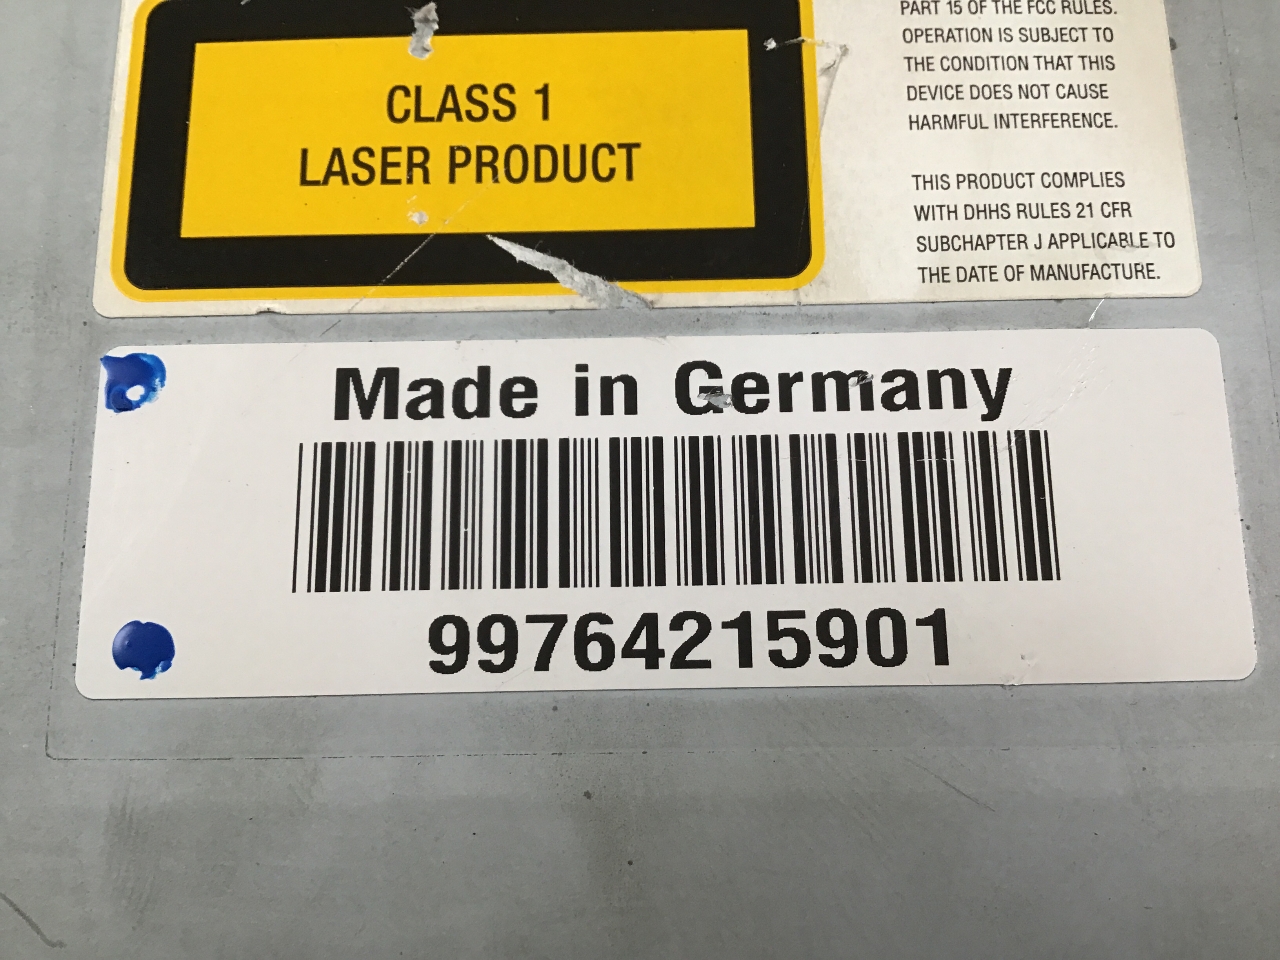 CLASS 1
LASER PRODUCT
PART 15 OF THE FCC RULES.
OPERATION IS SUBJECT TO
THE CONDITION THAT THIS
DEVICE DOES NOT CAUSE
HARMFUL INTERFERENCE.
THIS PRODUCT COMPLIES
WITH DHHS RULES 21 CFR
SUBCHAPTER J APPLICABLE TO
THE DATE OF MANUFACTURE.
Made in Germany
99764215901